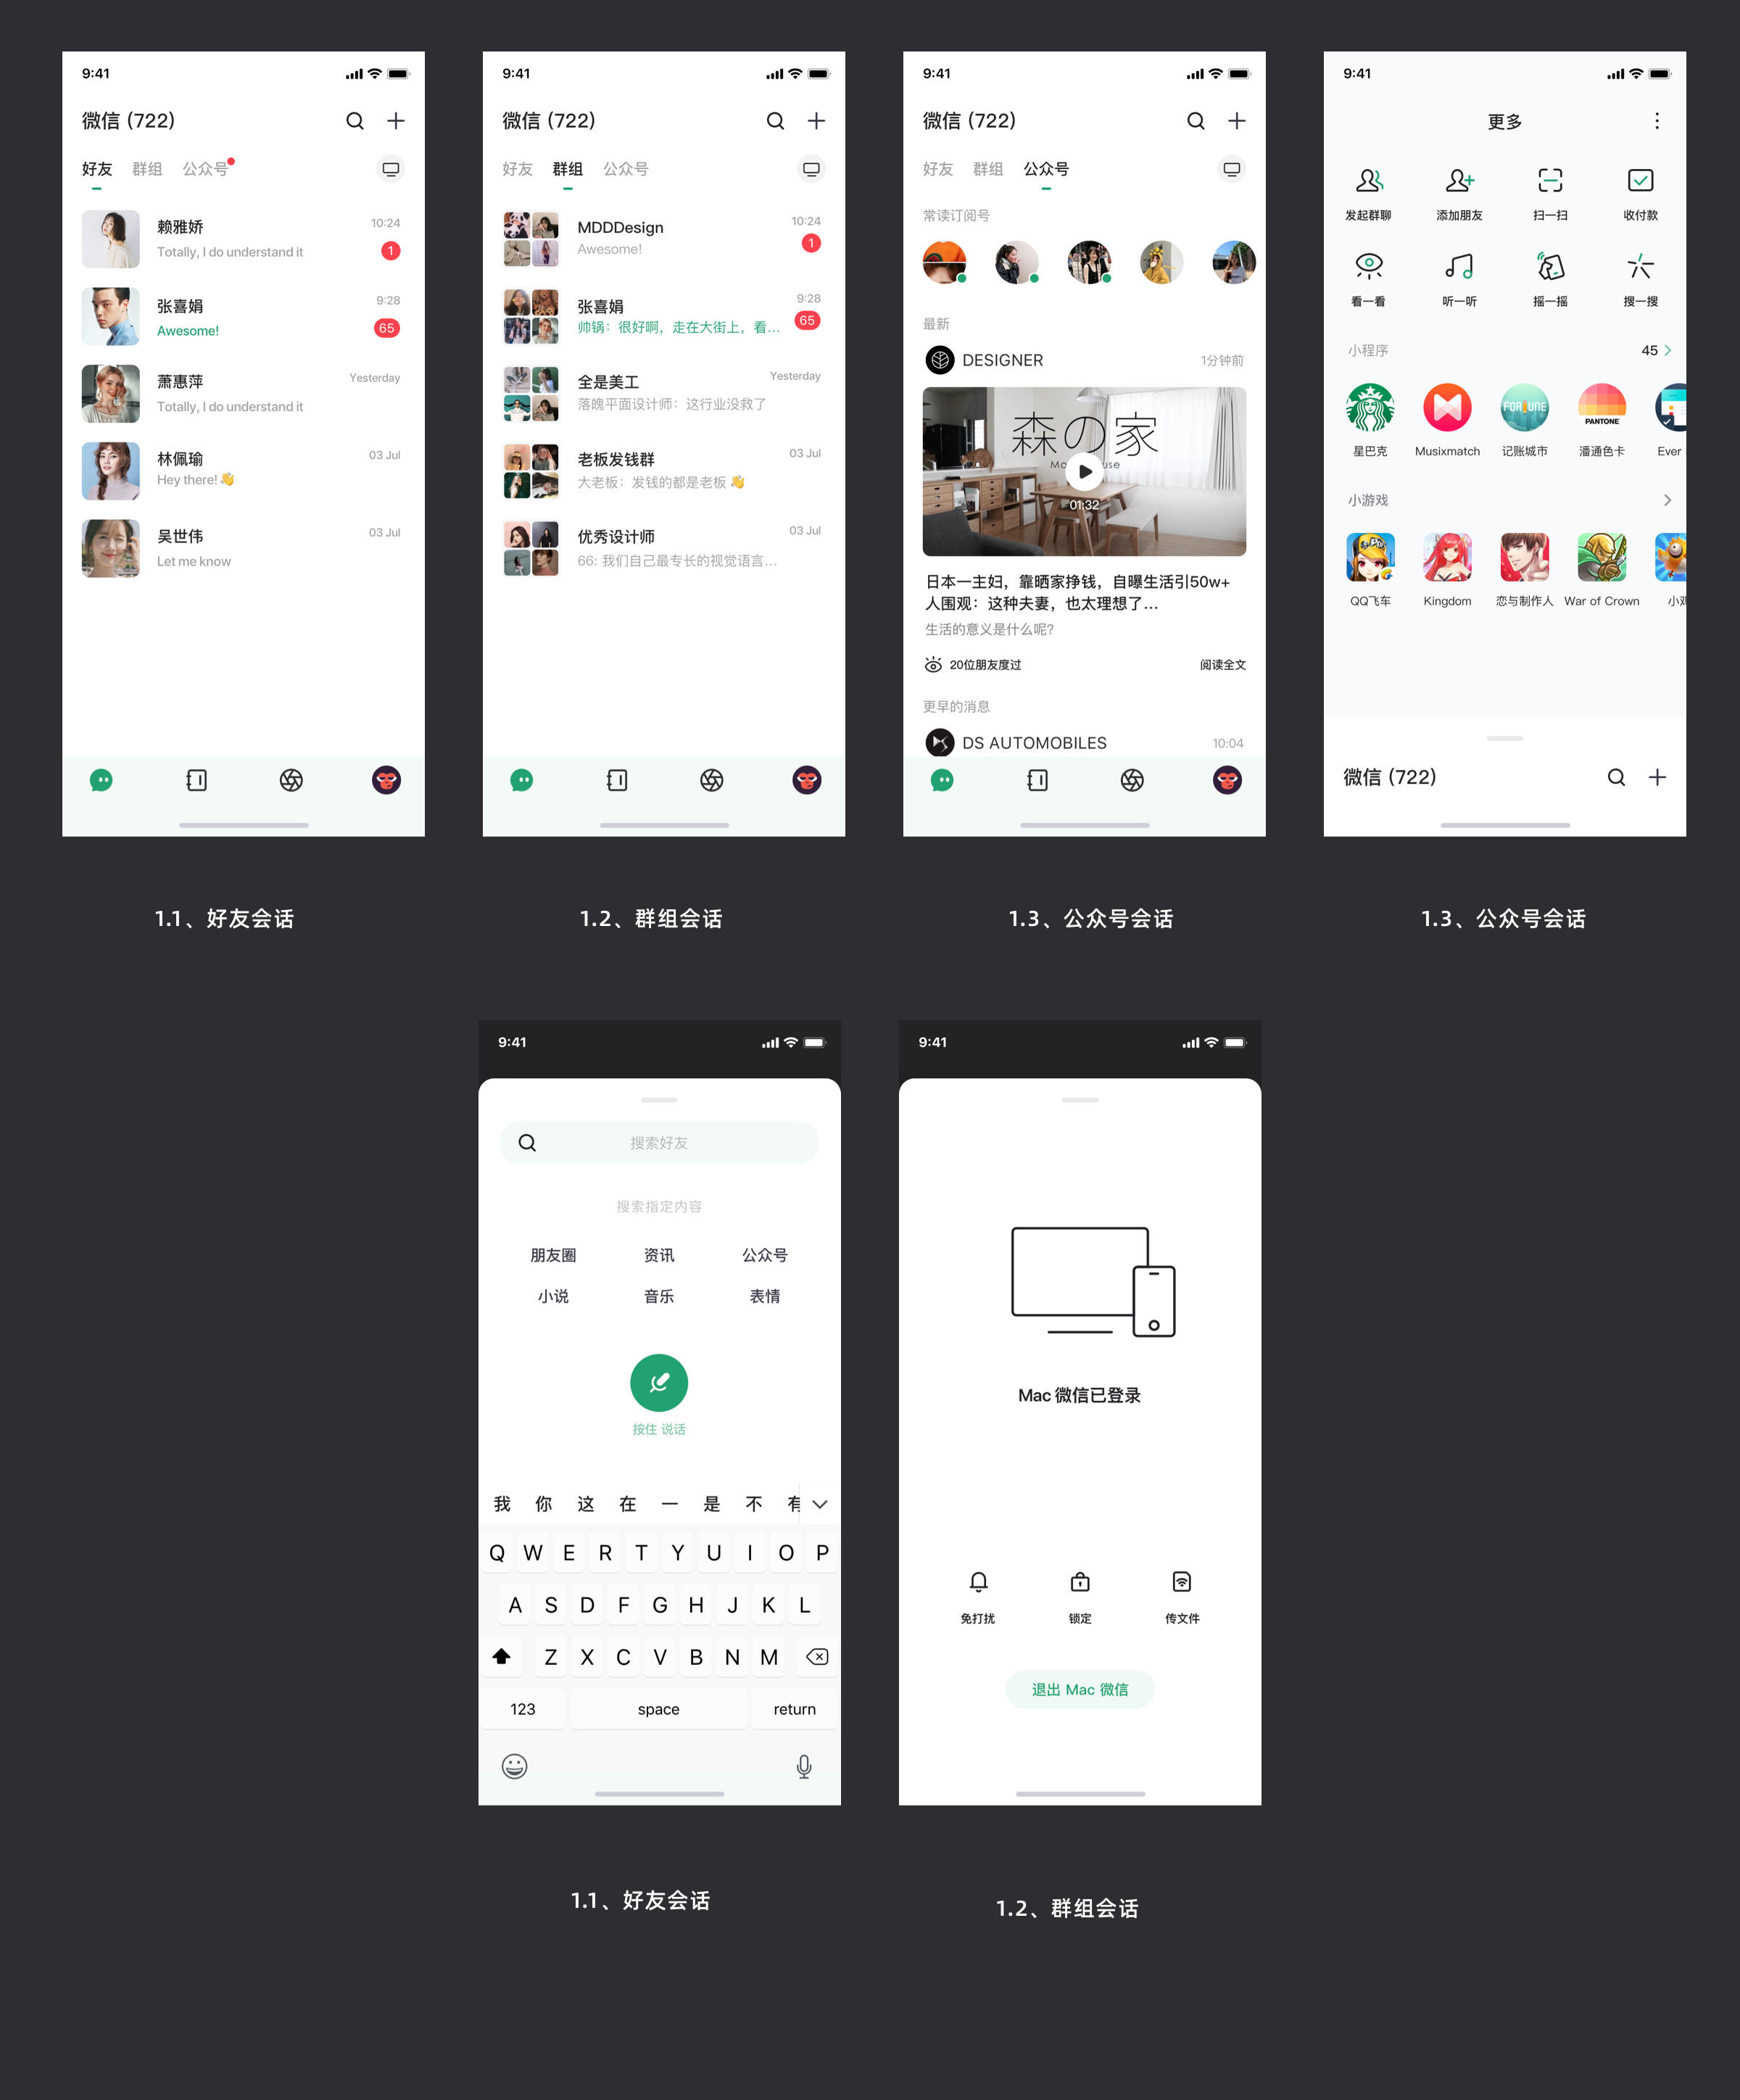 9:41
微信 (722)
好友 群组 公众号
赖雅娇 10:24
Totally, I do understand it 1
张喜娟 9:28
Awesome! 65
萧惠萍 Yesterday
Totally, I do understand it
林佩瑜 03 Jul
Hey there! 👋
吴世伟 03 Jul
Let me know
1.1、好友会话
9:41
微信 (722)
好友 群组 公众号
MDDDesign 10:24
Awesome! 1
张喜娟 9:28
帅锅：很好啊，走在大街上，看... 65
全是美工 Yesterday
落魄平面设计师：这行业没救了
老板发钱群 03 Jul
大老板：发钱的都是老板 👋
优秀设计师 03 Jul
66: 我们自己最专长的视觉语言...
1.2、群组会话
9:41
微信 (722)
好友 群组 公众号
常读订阅号
最新
DESIGNER 1分钟前
森の家
01:32
日本一主妇，靠晒家挣钱，自曝生活引50w+
人围观：这种夫妻，也太理想了...
生活的意义是什么呢?
20位朋友度过 阅读全文
更早的消息
DS AUTOMOBILES 10:04
1.3、公众号会话
9:41
更多
发起群聊 添加朋友 扫一扫 收付款
看一看 听一听 摇一摇 搜一搜
小程序 45
FORTUNE
PANTONE
星巴克 Musixmatch 记账城市 潘通色卡 Ever
小游戏
QQ飞车 Kingdom 恋与制作人 War of Crown 小鸡
微信 (722)
1.3、公众号会话
9:41
搜索好友
搜索指定内容
朋友圈 资讯 公众号
小说 音乐 表情
按住 说话
我 你 这 在 一 是 不 有
Q W E R T Y U I O P
A S D F G H J K L
Z X C V B N M
123 space return
1.1、好友会话
9:41
Mac 微信已登录
免打扰 锁定 传文件
退出 Mac 微信
1.2、群组会话